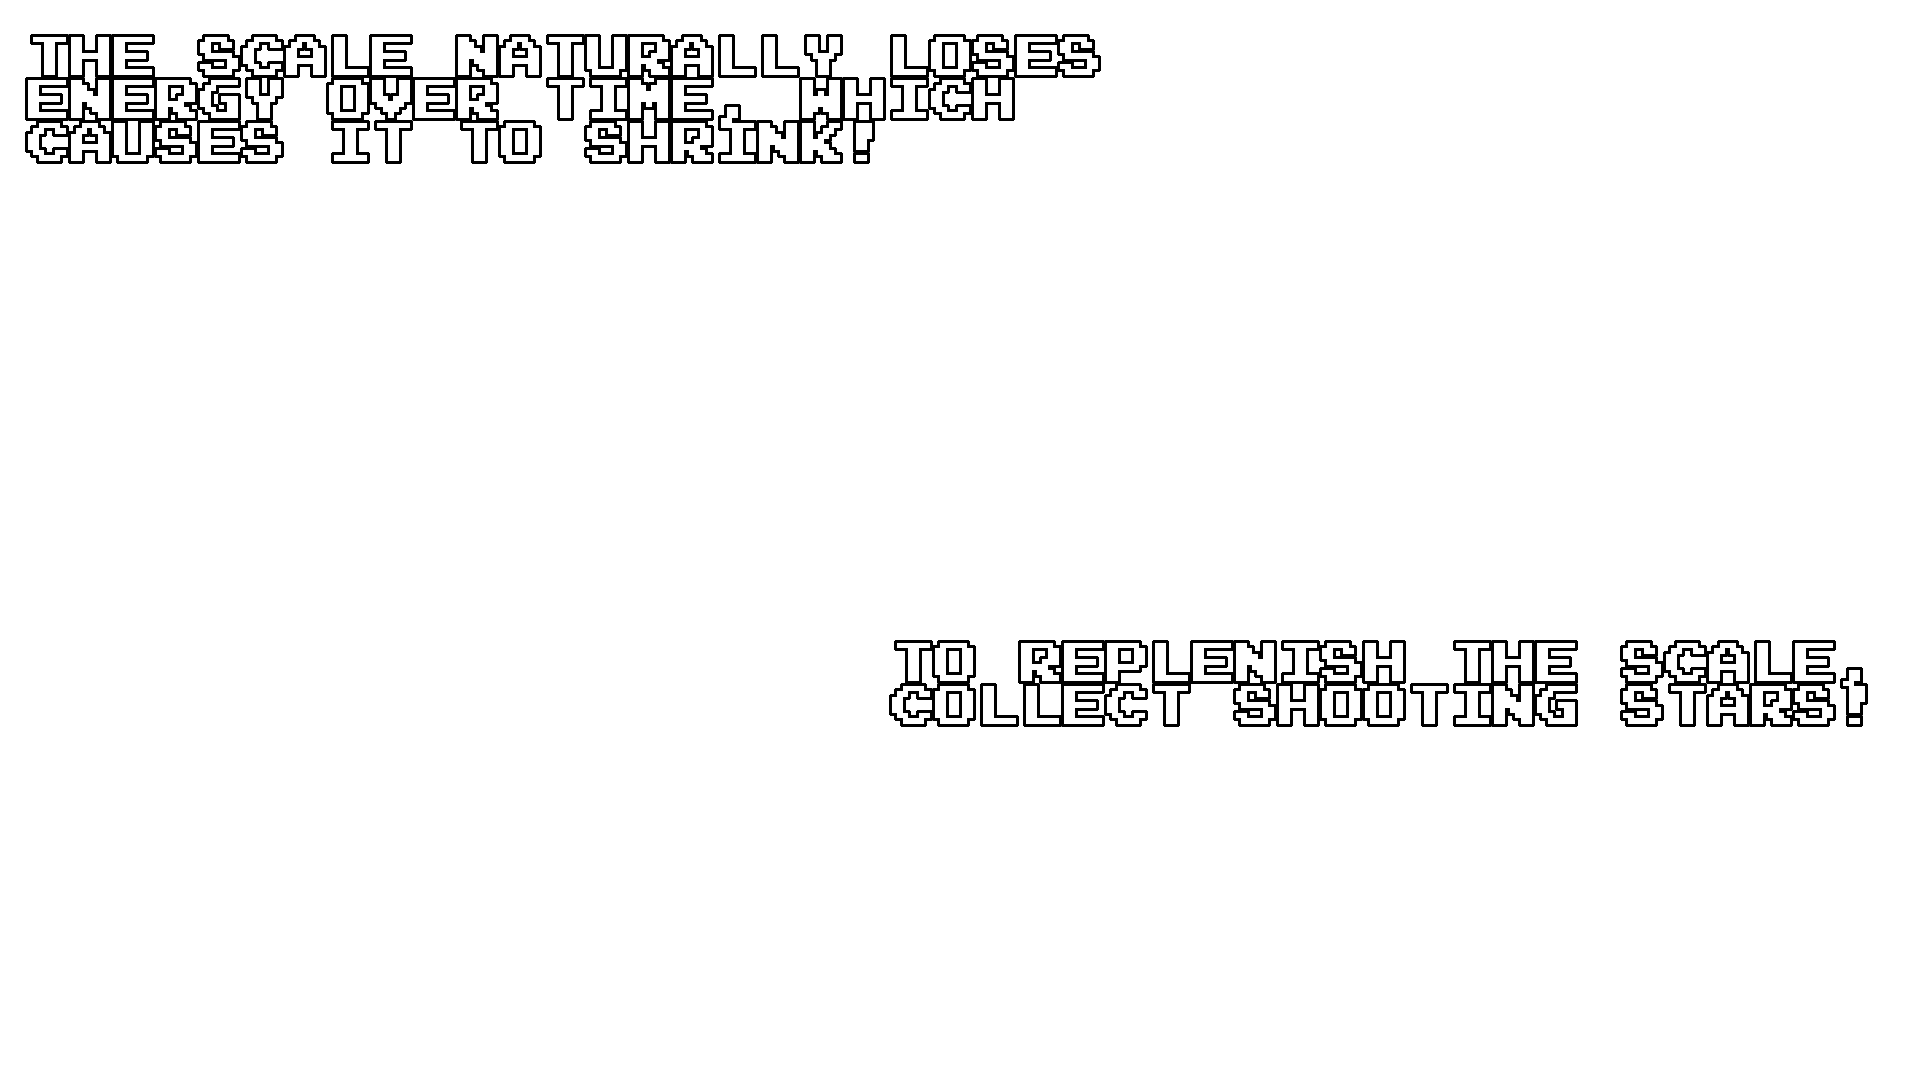 THE SCALE NATURALLY LOSES
ENERGY OVER TIME, WHICH
CAUSES IT TO SHRINK!
TO REPLENISH THE SCALE,
COLLECT SHOOTING STARS!